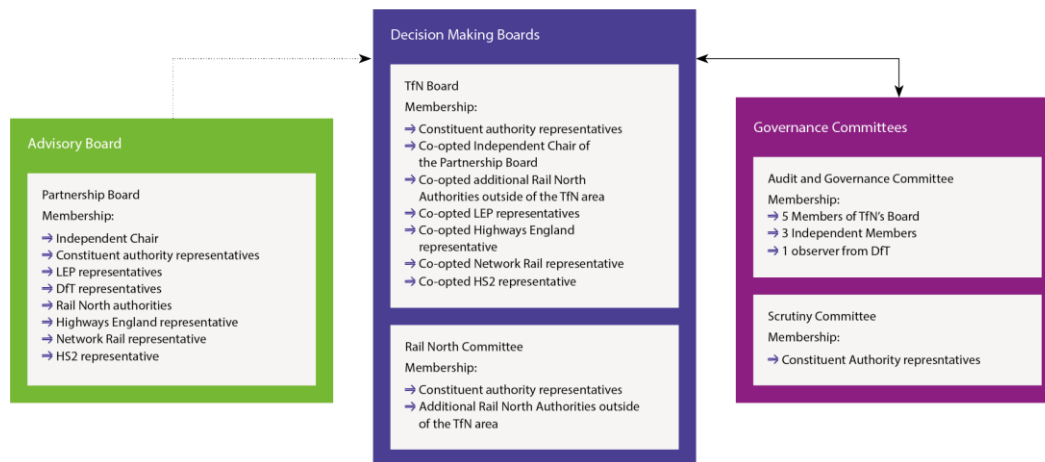 Advisory Board
Partnership Board
Membership:
Independent Chair
Constituent authority representatives
LEP representatives
DfT representatives
Rail North authorities
Highways England representative
Network Rail representative
HS2 representative
Decision Making Boards
TfN Board
Membership:
Constituent authority representatives
Co-opted Independent Chair of
the Partnership Board
Co-opted additional Rail North
Authorities outside of the TfN area
Co-opted LEP representatives
Co-opted Highways England
representative
Co-opted Network Rail representative
Co-opted HS2 representative
Rail North Committee
Membership:
Constituent authority representatives
Additional Rail North Authorities outside
of the TfN area
Governance Committees
Audit and Governance Committee
Membership:
5 Members of TfN's Board
3 Independent Members
1 observer from DfT
Scrutiny Committee
Membership:
Constituent Authority represntatives